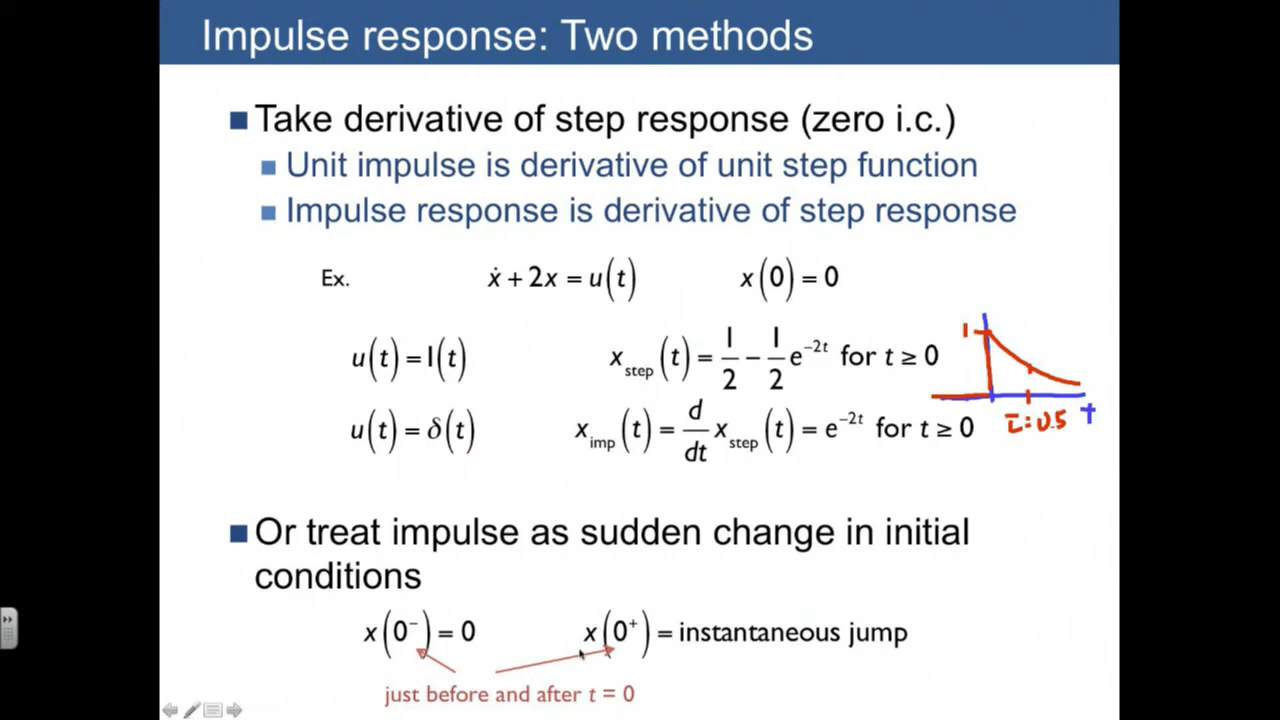 Impulse response: Two methods
Take derivative of step response (zero i.c.)
Unit impulse is derivative of unit step function
Impulse response is derivative of step response
Ex. ẋ + 2x = u(t) x(0) = 0
u(t) = 1(t) x_step(t) = 1/2 − 1/2 e^{−2t} for t ≥ 0
1
u(t) = δ(t) x_imp(t) = d/dt x_step(t) = e^{−2t} for t ≥ 0
τ=0.5 t
Or treat impulse as sudden change in initial
conditions
x(0⁻) = 0 x(0⁺) = instantaneous jump
just before and after t = 0